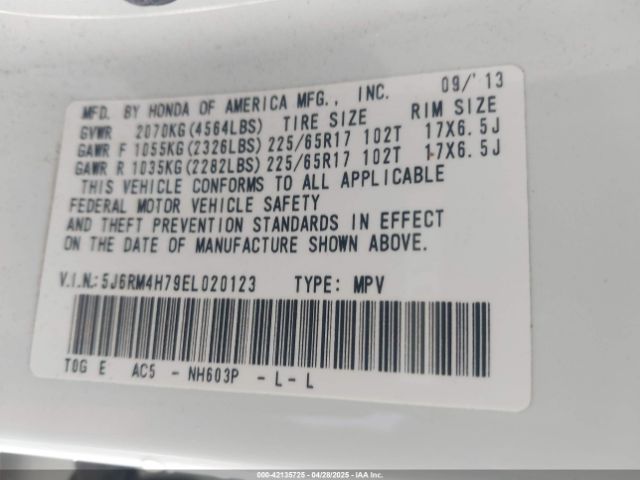 09/'13
MFD. BY HONDA OF AMERICA MFG., INC.
GVWR 2070KG(4564LBS) TIRE SIZE RIM SIZE
GAWR F 1055KG(2326LBS) 225/65R17 102T 17X6.5J
GAWR R 1035KG(2282LBS) 225/65R17 102T 17X6.5J
THIS VEHICLE CONFORMS TO ALL APPLICABLE
FEDERAL MOTOR VEHICLE SAFETY
AND THEFT PREVENTION STANDARDS IN EFFECT
ON THE DATE OF MANUFACTURE SHOWN ABOVE.
V.I.N.: 5J6RM4H79EL020123 TYPE: MPV
T0G E AC5 - NH603P - L - L
000-42135725 - 04/28/2025 - IAAI.COM